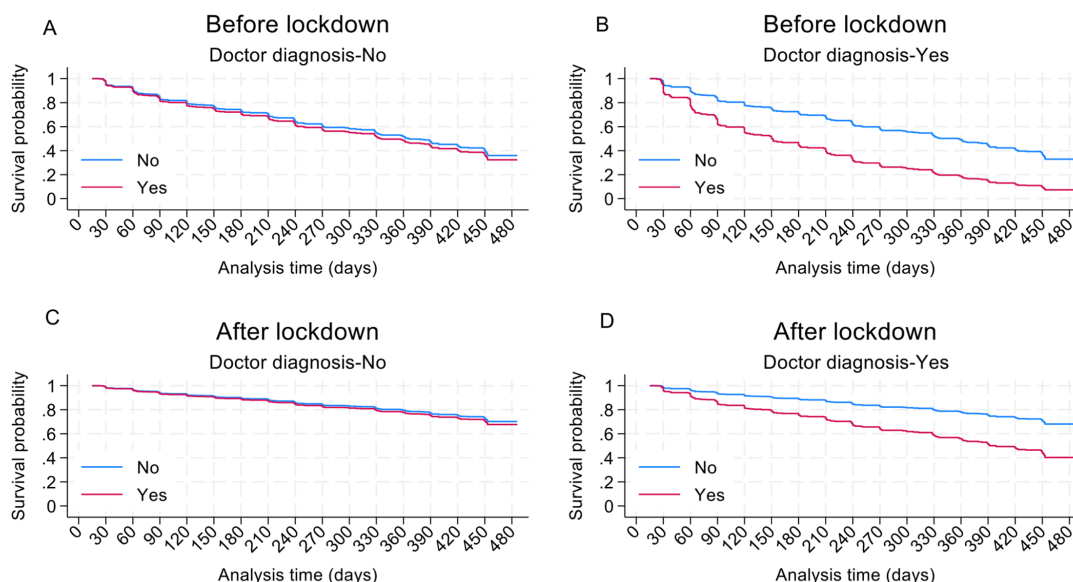 A
Before lockdown
Doctor diagnosis-No
Survival probability
1
.8
.6
.4
.2
0
No
Yes
0 30 60 90 120 150 180 210 240 270 300 330 360 390 420 450 480
Analysis time (days)
B
Before lockdown
Doctor diagnosis-Yes
Survival probability
1
.8
.6
.4
.2
0
No
Yes
0 30 60 90 120 150 180 210 240 270 300 330 360 390 420 450 480
Analysis time (days)
C
After lockdown
Doctor diagnosis-No
Survival probability
1
.8
.6
.4
.2
0
No
Yes
0 30 60 90 120 150 180 210 240 270 300 330 360 390 420 450 480
Analysis time (days)
D
After lockdown
Doctor diagnosis-Yes
Survival probability
1
.8
.6
.4
.2
0
No
Yes
0 30 60 90 120 150 180 210 240 270 300 330 360 390 420 450 480
Analysis time (days)